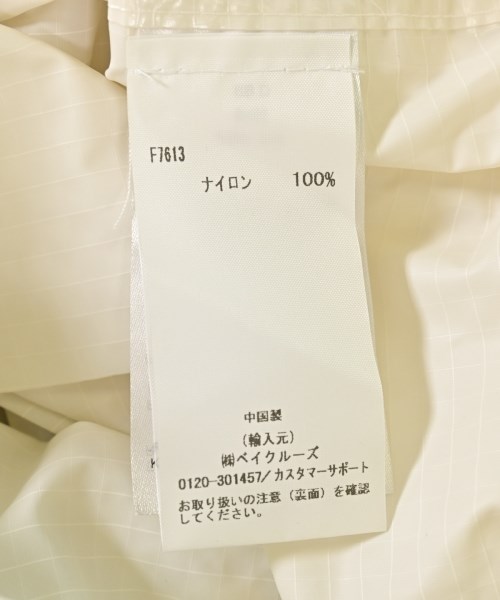 F7613
ナイロン 100%
中国製
(輸入元)
㈱ベイクルーズ
0120-301457/カスタマーサポート
お取り扱いの注意(裏面)を確認
してください。